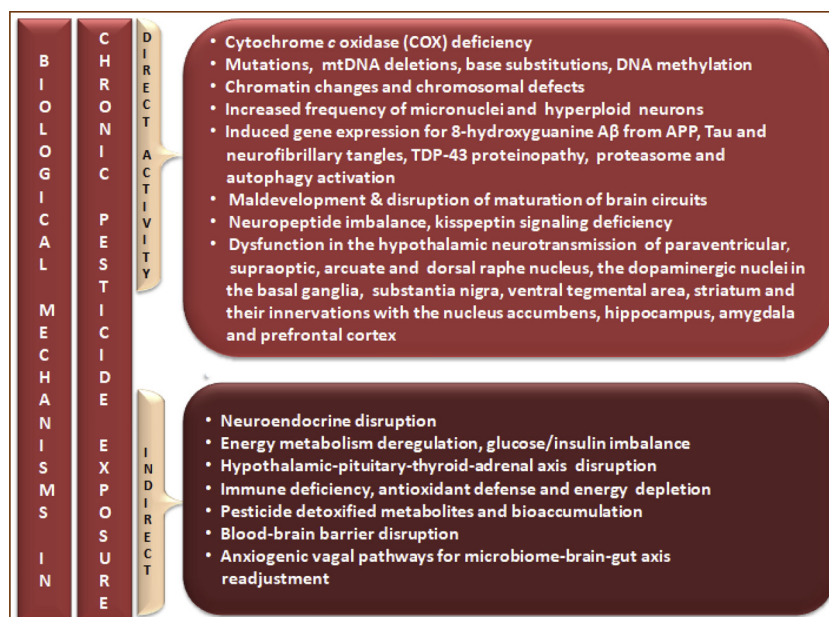 BIOLOGICAL MECHANISMS IN
CHRONIC PESTICIDE EXPOSURE
DIRECT ACTIVITY
• Cytochrome c oxidase (COX) deficiency
• Mutations, mtDNA deletions, base substitutions, DNA methylation
• Chromatin changes and chromosomal defects
• Increased frequency of micronuclei and hyperploid neurons
• Induced gene expression for 8-hydroxyguanine Aβ from APP, Tau and
neurofibrillary tangles, TDP-43 proteinopathy, proteasome and
autophagy activation
• Maldevelopment & disruption of maturation of brain circuits
• Neuropeptide imbalance, kisspeptin signaling deficiency
• Dysfunction in the hypothalamic neurotransmission of paraventricular,
supraoptic, arcuate and dorsal raphe nucleus, the dopaminergic nuclei in
the basal ganglia, substantia nigra, ventral tegmental area, striatum and
their innervations with the nucleus accumbens, hippocampus, amygdala
and prefrontal cortex
INDIRECT
• Neuroendocrine disruption
• Energy metabolism deregulation, glucose/insulin imbalance
• Hypothalamic-pituitary-thyroid-adrenal axis disruption
• Immune deficiency, antioxidant defense and energy depletion
• Pesticide detoxified metabolites and bioaccumulation
• Blood-brain barrier disruption
• Anxiogenic vagal pathways for microbiome-brain-gut axis
readjustment